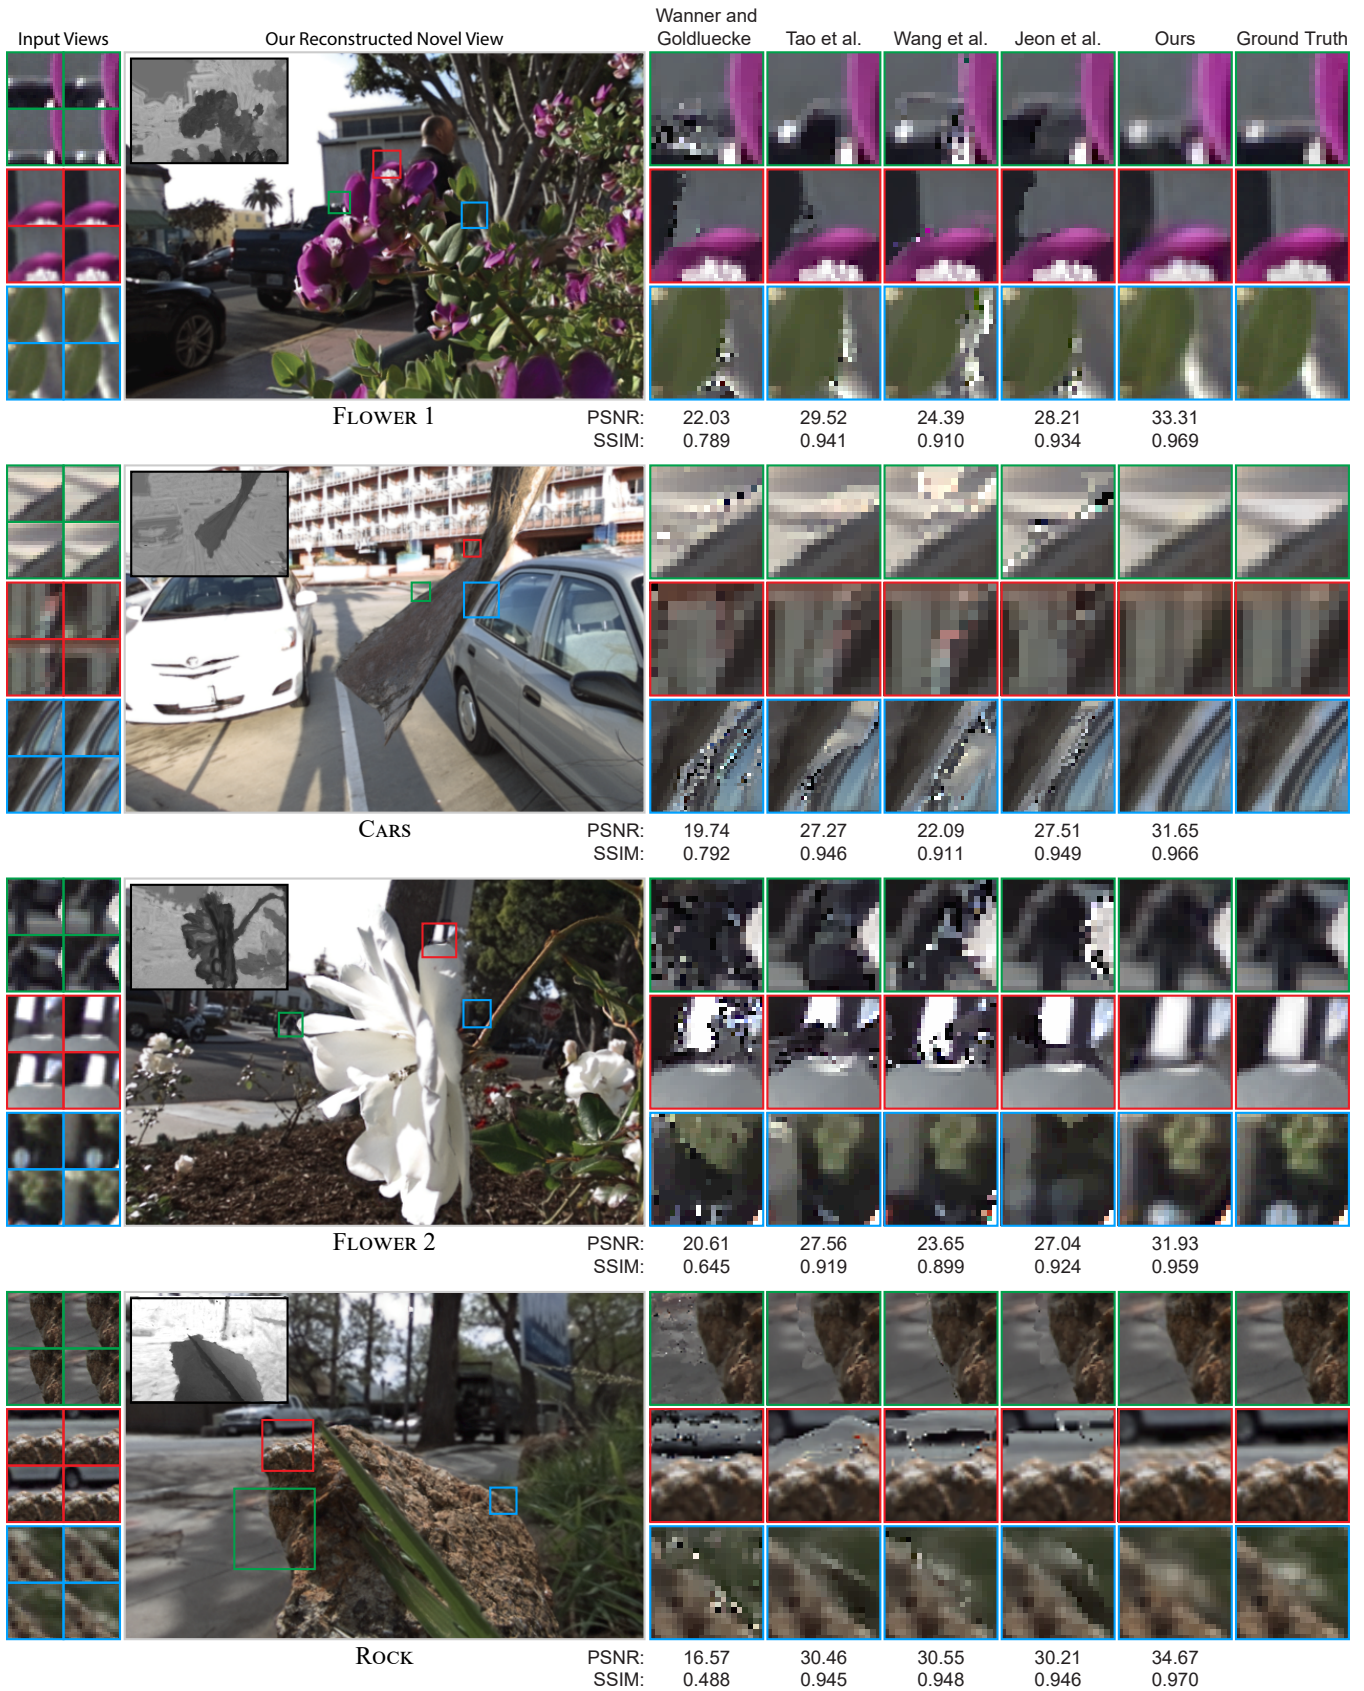 Wanner and
Input Views Our Reconstructed Novel View Goldluecke Tao et al. Wang et al. Jeon et al. Ours Ground Truth
FLOWER 1 PSNR: 22.03 29.52 24.39 28.21 33.31
SSIM: 0.789 0.941 0.910 0.934 0.969
CARS PSNR: 19.74 27.27 22.09 27.51 31.65
SSIM: 0.792 0.946 0.911 0.949 0.966
FLOWER 2 PSNR: 20.61 27.56 23.65 27.04 31.93
SSIM: 0.645 0.919 0.899 0.924 0.959
ROCK PSNR: 16.57 30.46 30.55 30.21 34.67
SSIM: 0.488 0.945 0.948 0.946 0.970